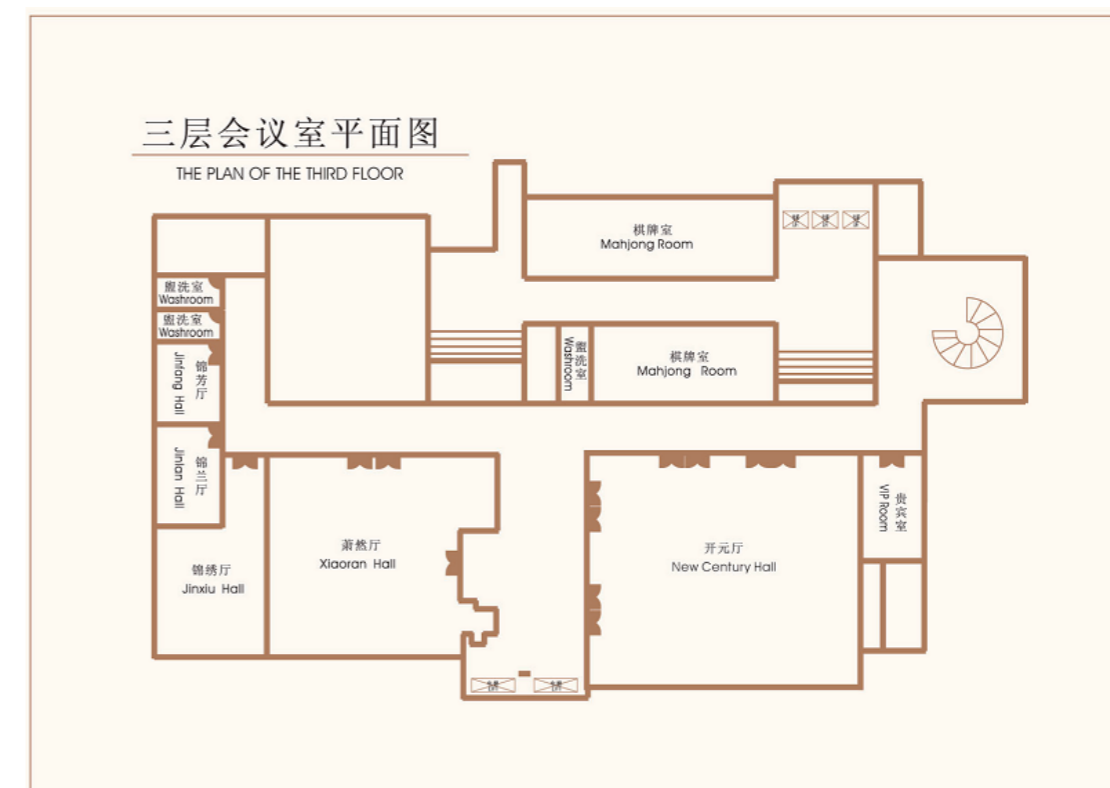 三层会议室平面图
THE PLAN OF THE THIRD FLOOR
棋牌室
Mahjong Room
盥洗室
Washroom
盥洗室
Washroom
盥洗室
Washroom
棋牌室
Mahjong Room
锦芳厅
Jinfang Hall
锦兰厅
Jinlan Hall
锦绣厅
Jinxiu Hall
萧然厅
Xiaoran Hall
开元厅
New Century Hall
贵宾室
VIP Room